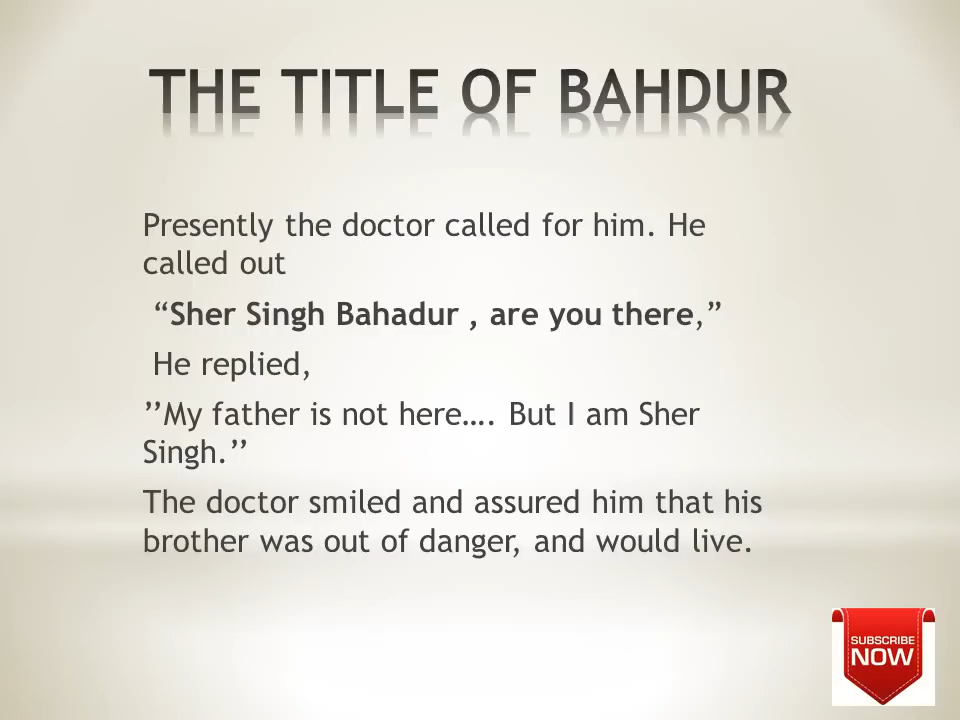 THE TITLE OF BAHDUR
Presently the doctor called for him. He
called out
“Sher Singh Bahadur , are you there,”
He replied,
’’My father is not here…. But I am Sher
Singh.’’
The doctor smiled and assured him that his
brother was out of danger, and would live.
SUBSCRIBE
NOW